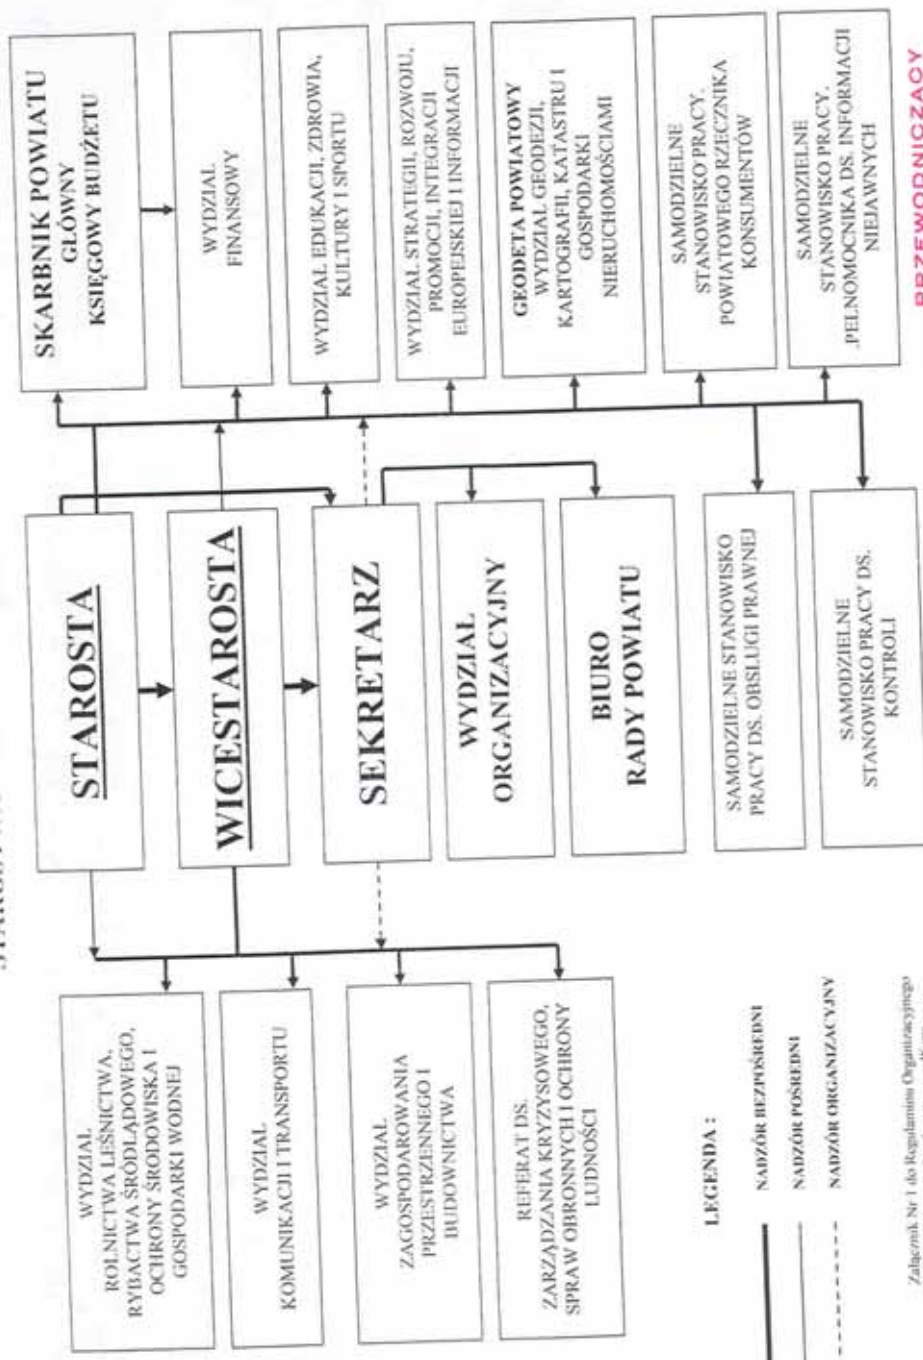 STAROSTA
WICESTAROSTA
SEKRETARZ
WYDZIAŁ
ORGANIZACYJNY
BIURO
RADY POWIATU
SAMODZIELNE STANOWISKO
PRACY DS. OBSŁUGI PRAWNEJ
SAMODZIELNE
STANOWISKO PRACY DS.
KONTROLI
SKARBNIK POWIATU
GŁÓWNY
KSIĘGOWY BUDŻETU
WYDZIAŁ
FINANSOWY
WYDZIAŁ EDUKACJI, ZDROWIA,
KULTURY I SPORTU
WYDZIAŁ STRATEGII, ROZWOJU,
PROMOCJI, INTEGRACJI
EUROPEJSKIEJ I INFORMACJI
GEODETA POWIATOWY
WYDZIAŁ GEODEZJI,
KARTOGRAFII, KATASTRU I
GOSPODARKI
NIERUCHOMOŚCIAMI
SAMODZIELNE
STANOWISKO PRACY.
POWIATOWEGO RZECZNIKA
KONSUMENTÓW
SAMODZIELNE
STANOWISKO PRACY.
PEŁNOMOCNIKA DS. INFORMACJI
NIEJAWNYCH
WYDZIAŁ
ROLNICTWA LEŚNICTWA,
RYBACTWA ŚRÓDLĄDOWEGO,
OCHRONY ŚRODOWISKA I
GOSPODARKI WODNEJ
WYDZIAŁ
KOMUNIKACJI I TRANSPORTU
WYDZIAŁ
ZAGOSPODAROWANIA
PRZESTRZENNEGO I
BUDOWNICTWA
REFERAT DS.
ZARZĄDZANIA KRYZYSOWEGO,
SPRAW OBRONNYCH I OCHRONY
LUDNOŚCI
LEGENDA :
NADZÓR BEZPOŚREDNI
NADZÓR POŚREDNI
NADZÓR ORGANIZACYJNY
Załącznik Nr 1 do Regulaminu Organizacyjnego
PRZEWODNICZĄCY